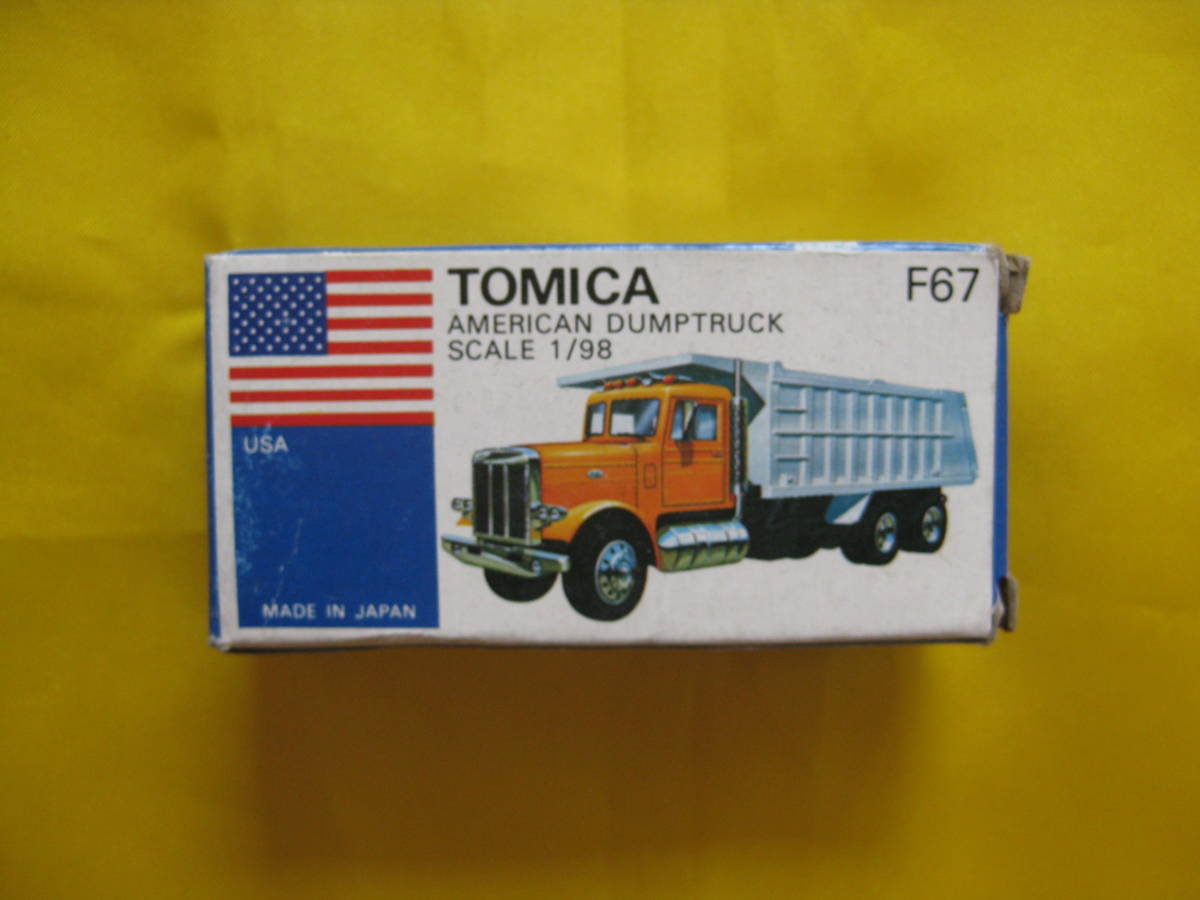 TOMICA
F67
AMERICAN DUMPTRUCK
SCALE 1/98
USA
MADE IN JAPAN